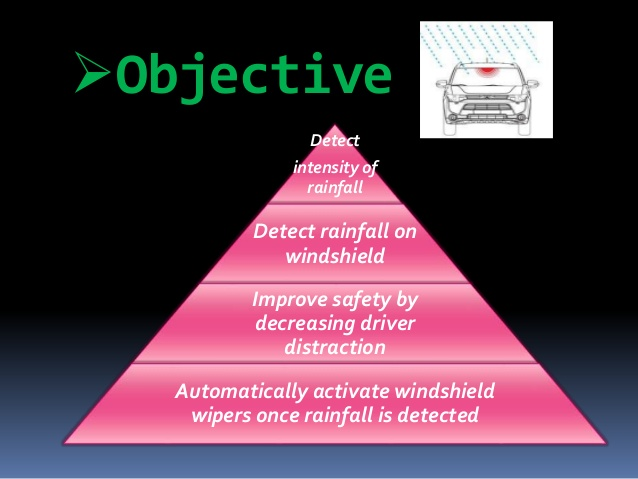 ➢Objective
Detect
intensity of
rainfall
Detect rainfall on
windshield
Improve safety by
decreasing driver
distraction
Automatically activate windshield
wipers once rainfall is detected